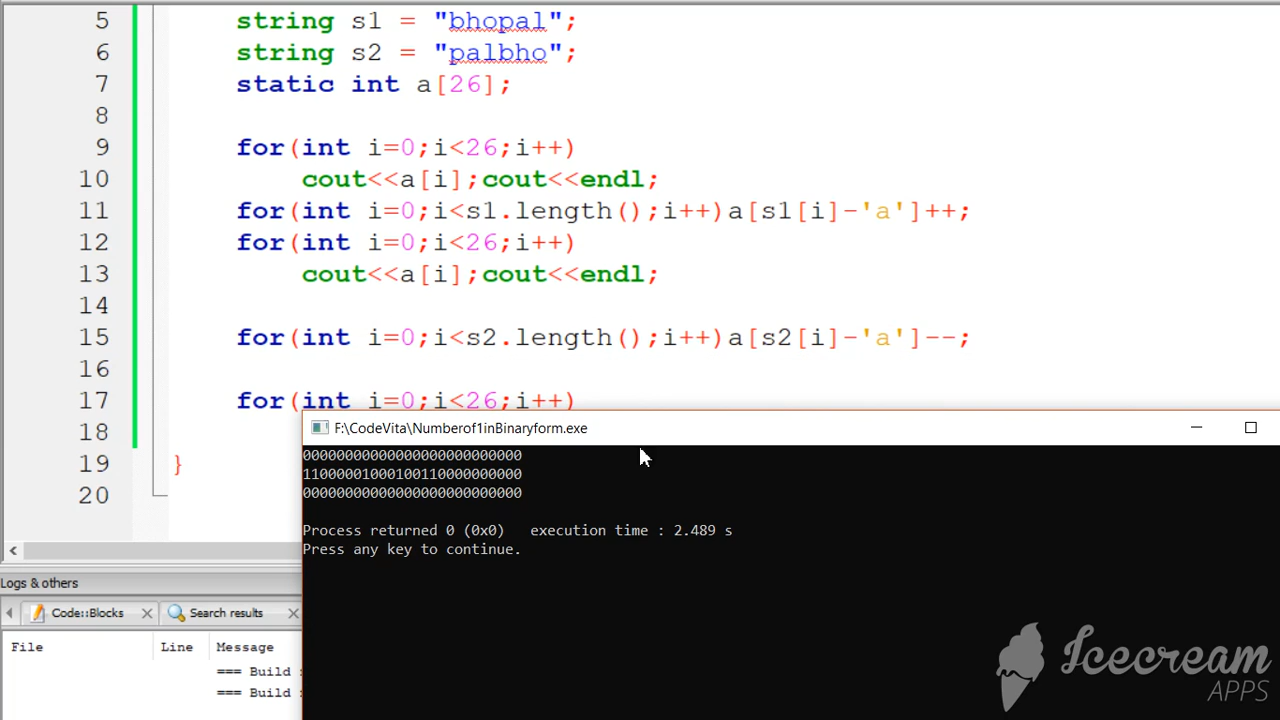 5 string s1 = "bhopal";
6 string s2 = "palbho";
7 static int a[26];
8
9 for(int i=0;i<26;i++)
10 cout<<a[i];cout<<endl;
11 for(int i=0;i<s1.length();i++)a[s1[i]-'a']++;
12 for(int i=0;i<26;i++)
13 cout<<a[i];cout<<endl;
14
15 for(int i=0;i<s2.length();i++)a[s2[i]-'a']--;
16
17 for(int i=0;i<26;i++)
18
19 }
20
F:\CodeVita\Numberof1inBinaryform.exe
00000000000000000000000000
11000001000100110000000000
00000000000000000000000000
Process returned 0 (0x0) execution time : 2.489 s
Press any key to continue.
Logs & others
Code::Blocks Search results
File Line Message
=== Build
=== Build
Icecream
APPS